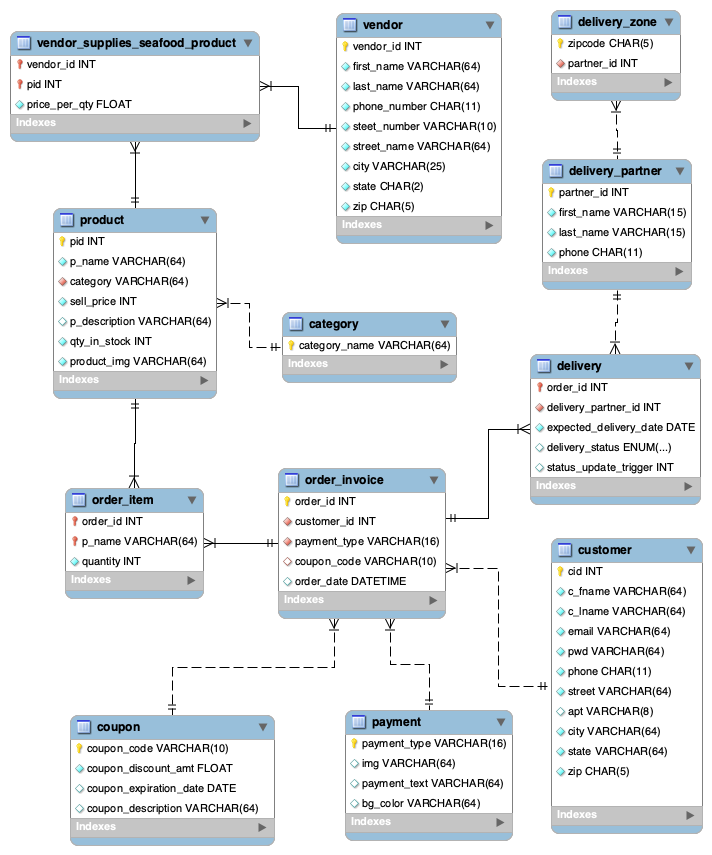 vendor_supplies_seafood_product
vendor_id INT
pid INT
price_per_qty FLOAT
Indexes
vendor
vendor_id INT
first_name VARCHAR(64)
last_name VARCHAR(64)
phone_number CHAR(11)
steet_number VARCHAR(10)
street_name VARCHAR(64)
city VARCHAR(25)
state CHAR(2)
zip CHAR(5)
Indexes
delivery_zone
zipcode CHAR(5)
partner_id INT
Indexes
delivery_partner
partner_id INT
first_name VARCHAR(15)
last_name VARCHAR(15)
phone CHAR(11)
Indexes
product
pid INT
p_name VARCHAR(64)
category VARCHAR(64)
sell_price INT
p_description VARCHAR(64)
qty_in_stock INT
product_img VARCHAR(64)
Indexes
category
category_name VARCHAR(64)
Indexes
delivery
order_id INT
delivery_partner_id INT
expected_delivery_date DATE
delivery_status ENUM(...)
status_update_trigger INT
Indexes
order_item
order_id INT
p_name VARCHAR(64)
quantity INT
Indexes
order_invoice
order_id INT
customer_id INT
payment_type VARCHAR(16)
coupon_code VARCHAR(10)
order_date DATETIME
Indexes
customer
cid INT
c_fname VARCHAR(64)
c_lname VARCHAR(64)
email VARCHAR(64)
pwd VARCHAR(64)
phone CHAR(11)
street VARCHAR(64)
apt VARCHAR(8)
city VARCHAR(64)
state VARCHAR(64)
zip CHAR(5)
Indexes
coupon
coupon_code VARCHAR(10)
coupon_discount_amt FLOAT
coupon_expiration_date DATE
coupon_description VARCHAR(64)
Indexes
payment
payment_type VARCHAR(16)
img VARCHAR(64)
payment_text VARCHAR(64)
bg_color VARCHAR(64)
Indexes